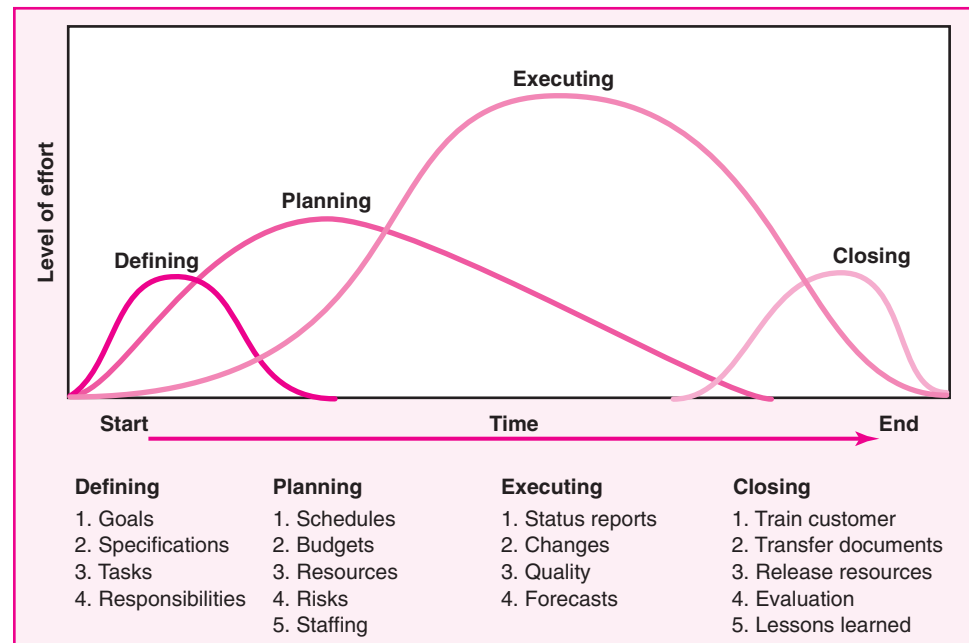 Executing
Planning
Defining
Closing
Level of effort
Start
Time
End
Defining
1. Goals
2. Specifications
3. Tasks
4. Responsibilities
Planning
1. Schedules
2. Budgets
3. Resources
4. Risks
5. Staffing
Executing
1. Status reports
2. Changes
3. Quality
4. Forecasts
Closing
1. Train customer
2. Transfer documents
3. Release resources
4. Evaluation
5. Lessons learned